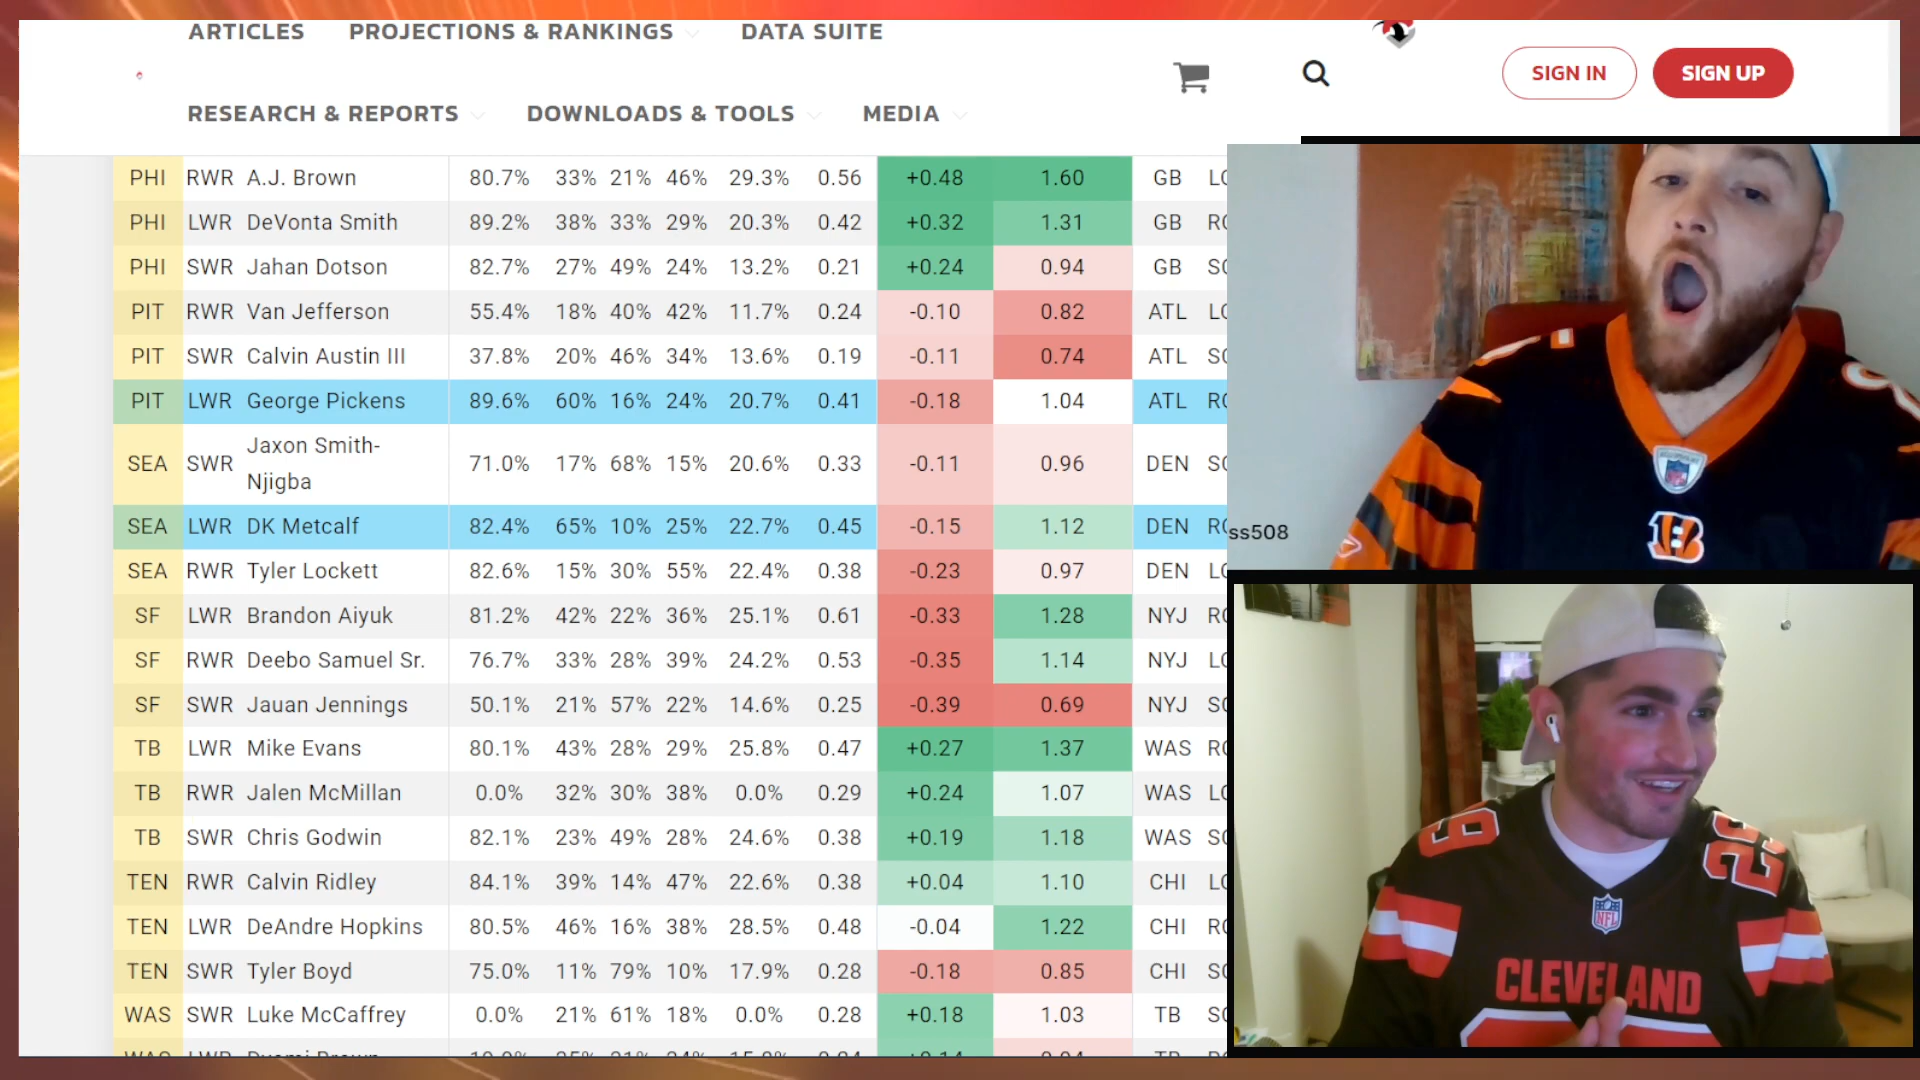 ARTICLES PROJECTIONS & RANKINGS DATA SUITE
SIGN IN SIGN UP
RESEARCH & REPORTS DOWNLOADS & TOOLS MEDIA
PHI RWR A.J. Brown 80.7% 33% 21% 46% 29.3% 0.56 +0.48 1.60 GB
PHI LWR DeVonta Smith 89.2% 38% 33% 29% 20.3% 0.42 +0.32 1.31 GB
PHI SWR Jahan Dotson 82.7% 27% 49% 24% 13.2% 0.21 +0.24 0.94 GB
PIT RWR Van Jefferson 55.4% 18% 40% 42% 11.7% 0.24 -0.10 0.82 ATL
PIT SWR Calvin Austin III 37.8% 20% 46% 34% 13.6% 0.19 -0.11 0.74 ATL
PIT LWR George Pickens 89.6% 60% 16% 24% 20.7% 0.41 -0.18 1.04 ATL
SEA SWR Jaxon Smith-
Njigba 71.0% 17% 68% 15% 20.6% 0.33 -0.11 0.96 DEN
SEA LWR DK Metcalf 82.4% 65% 10% 25% 22.7% 0.45 -0.15 1.12 DEN
ss508
SEA RWR Tyler Lockett 82.6% 15% 30% 55% 22.4% 0.38 -0.23 0.97 DEN
SF LWR Brandon Aiyuk 81.2% 42% 22% 36% 25.1% 0.61 -0.33 1.28 NYJ
SF RWR Deebo Samuel Sr. 76.7% 33% 28% 39% 24.2% 0.53 -0.35 1.14 NYJ
SF SWR Jauan Jennings 50.1% 21% 57% 22% 14.6% 0.25 -0.39 0.69 NYJ
TB LWR Mike Evans 80.1% 43% 28% 29% 25.8% 0.47 +0.27 1.37 WAS
TB RWR Jalen McMillan 0.0% 32% 30% 38% 0.0% 0.29 +0.24 1.07 WAS
TB SWR Chris Godwin 82.1% 23% 49% 28% 24.6% 0.38 +0.19 1.18 WAS
TEN RWR Calvin Ridley 84.1% 39% 14% 47% 22.6% 0.38 +0.04 1.10 CHI
TEN LWR DeAndre Hopkins 80.5% 46% 16% 38% 28.5% 0.48 -0.04 1.22 CHI
TEN SWR Tyler Boyd 75.0% 11% 79% 10% 17.9% 0.28 -0.18 0.85 CHI
WAS SWR Luke McCaffrey 0.0% 21% 61% 18% 0.0% 0.28 +0.18 1.03 TB
B
29
NFL
CLEVELAND